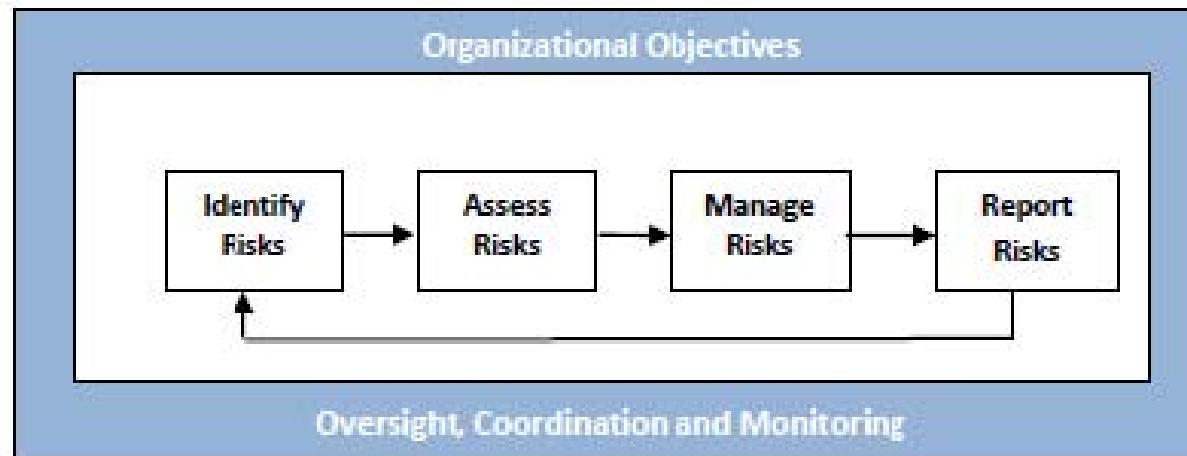 Organizational Objectives
Identify
Risks
Assess
Risks
Manage
Risks
Report
Risks
Oversight, Coordination and Monitoring